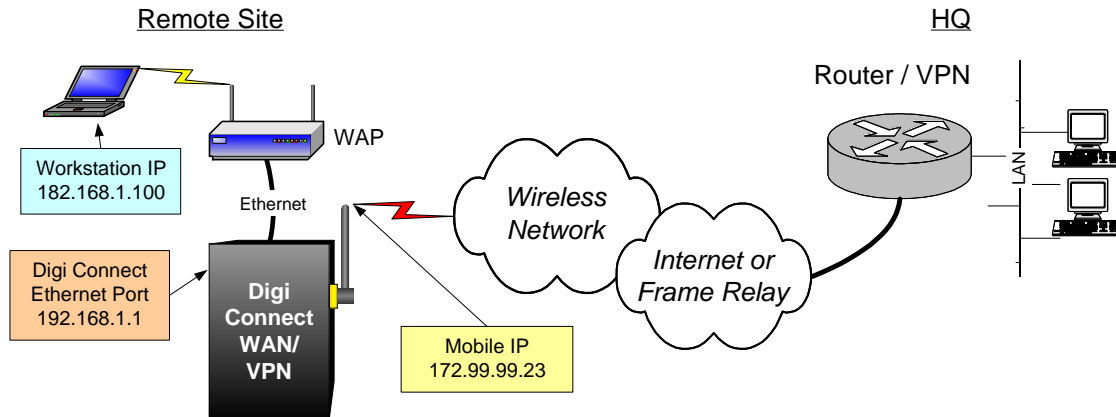 Remote Site
HQ
Router / VPN
WAP
LAN
Workstation IP
182.168.1.100
Ethernet
Wireless
Network
Digi Connect
Ethernet Port
192.168.1.1
Internet or
Frame Relay
Digi
Connect
WAN/
VPN
Mobile IP
172.99.99.23